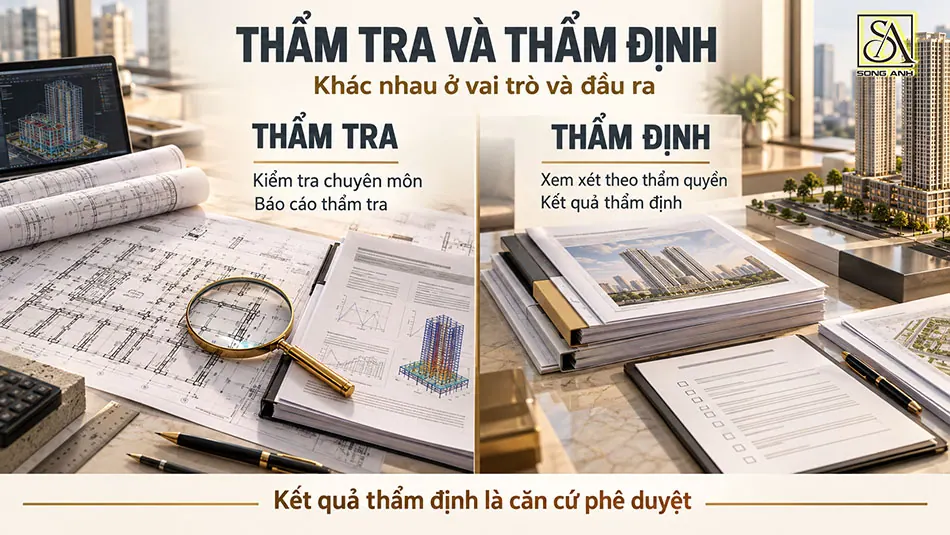 THẨM TRA VÀ THẨM ĐỊNH
Khác nhau ở vai trò và đầu ra
SA
SONG ANH
THẨM TRA
Kiểm tra chuyên môn
Báo cáo thẩm tra
THẨM ĐỊNH
Xem xét theo thẩm quyền
Kết quả thẩm định
Kết quả thẩm định là căn cứ phê duyệt